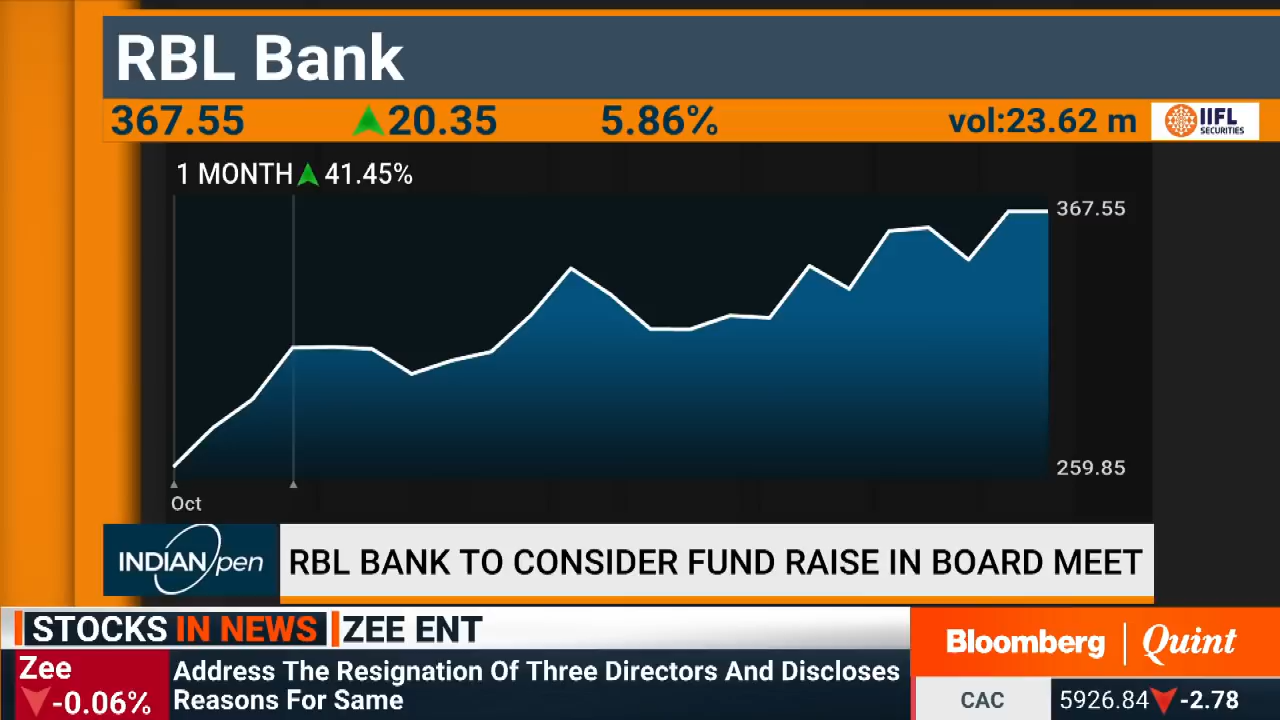 RBL Bank
367.55 ▲20.35 5.86% vol:23.62 m IIFL SECURITIES
1 MONTH▲41.45%
367.55
259.85
Oct
INDIAN Open RBL BANK TO CONSIDER FUND RAISE IN BOARD MEET
STOCKS IN NEWS ZEE ENT
Zee
▼-0.06%
Address The Resignation Of Three Directors And Discloses
Reasons For Same
Bloomberg | Quint
CAC 5926.84▼-2.78